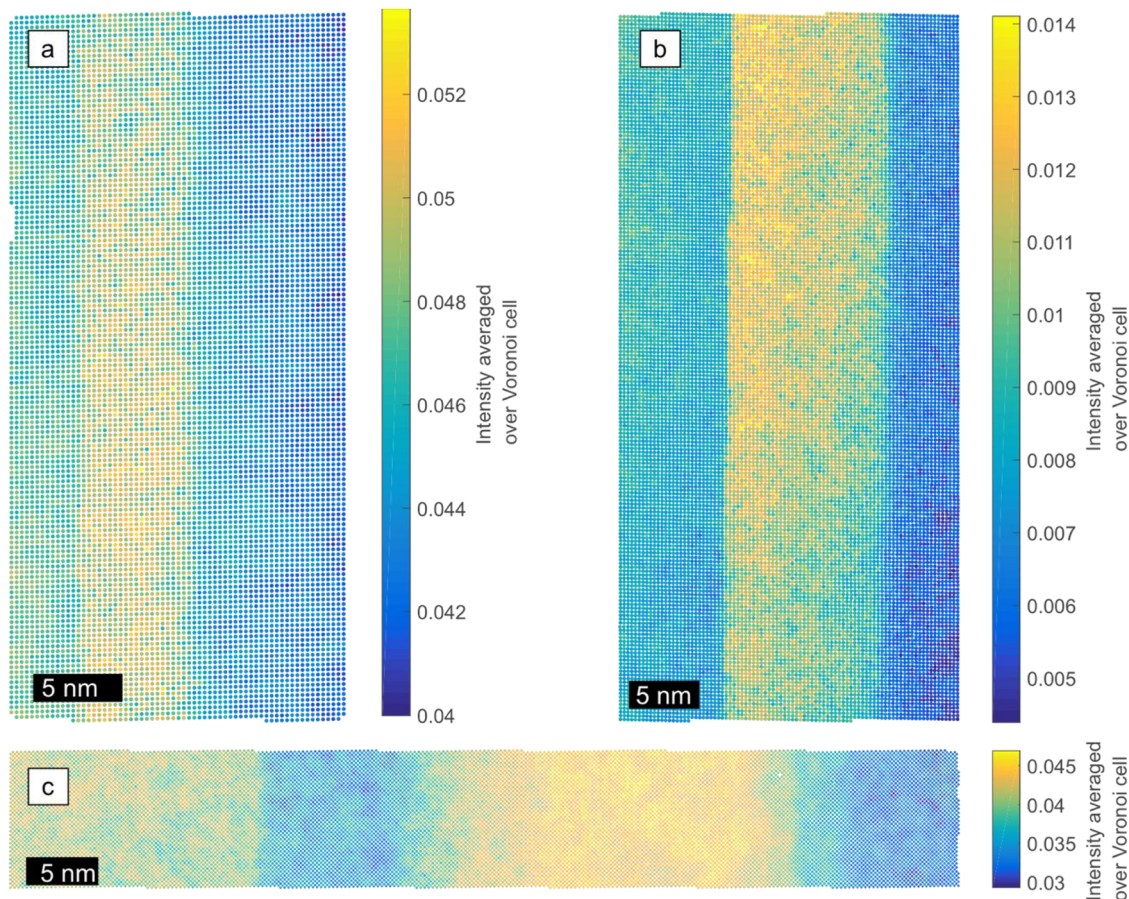 a
0.052
0.05
0.048
0.046
0.044
0.042
0.04
Intensity averaged
over Voronoi cell
5 nm
b
0.014
0.013
0.012
0.011
0.01
0.009
0.008
0.007
0.006
0.005
Intensity averaged
over Voronoi cell
5 nm
c
0.045
0.04
0.035
0.03
Intensity averaged
over Voronoi cell
5 nm